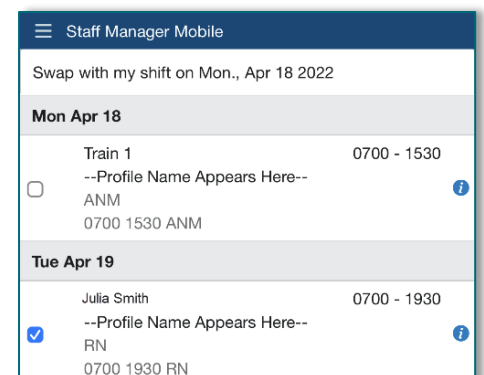 Staff Manager Mobile
Swap with my shift on Mon., Apr 18 2022
Mon Apr 18
Train 1 0700 - 1530
--Profile Name Appears Here--
ANM
0700 1530 ANM
Tue Apr 19
Julia Smith 0700 - 1930
--Profile Name Appears Here--
RN
0700 1930 RN